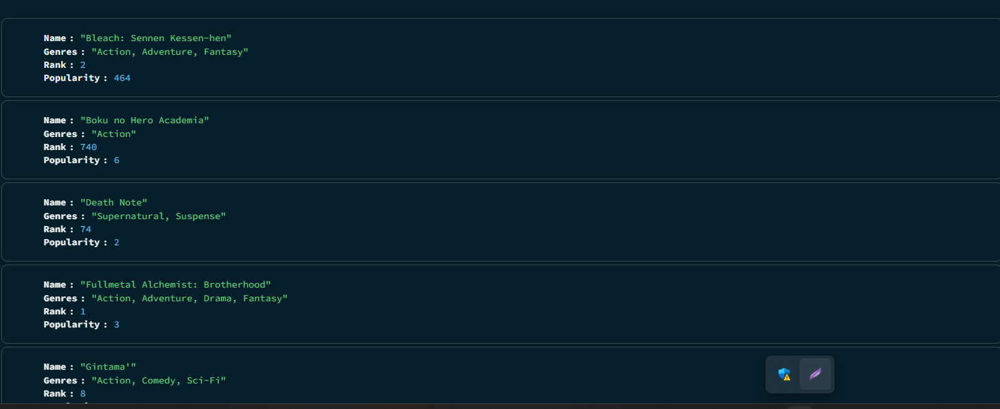 Name : "Bleach: Sennen Kessen-hen"
Genres : "Action, Adventure, Fantasy"
Rank : 2
Popularity : 464
Name : "Boku no Hero Academia"
Genres : "Action"
Rank : 740
Popularity : 6
Name : "Death Note"
Genres : "Supernatural, Suspense"
Rank : 74
Popularity : 2
Name : "Fullmetal Alchemist: Brotherhood"
Genres : "Action, Adventure, Drama, Fantasy"
Rank : 1
Popularity : 3
Name : "Gintama'"
Genres : "Action, Comedy, Sci-Fi"
Rank : 8